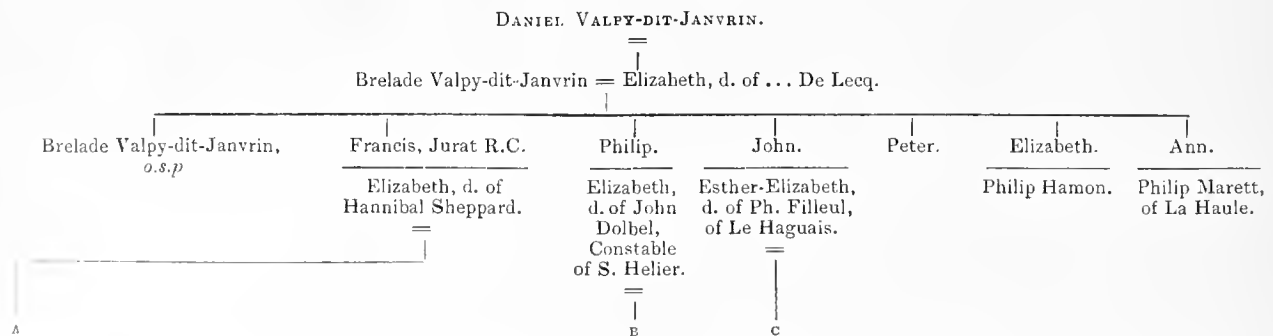 DANIEL VALPY-DIT-JANVRIN.
Brelade Valpy-dit-Janvrin = Elizabeth, d. of ... De Lecq.
Brelade Valpy-dit-Janvrin,
o.s.p
Francis, Jurat R.C.
Elizabeth, d. of
Hannibal Sheppard.
=
Philip.
Elizabeth,
d. of John
Dolbel,
Constable
of S. Helier.
=
John.
Esther-Elizabeth,
d. of Ph. Filleul,
of Le Haguais.
=
Peter.
Elizabeth.
Philip Hamon.
Ann.
Philip Marett,
of La Haule.
A
B
C